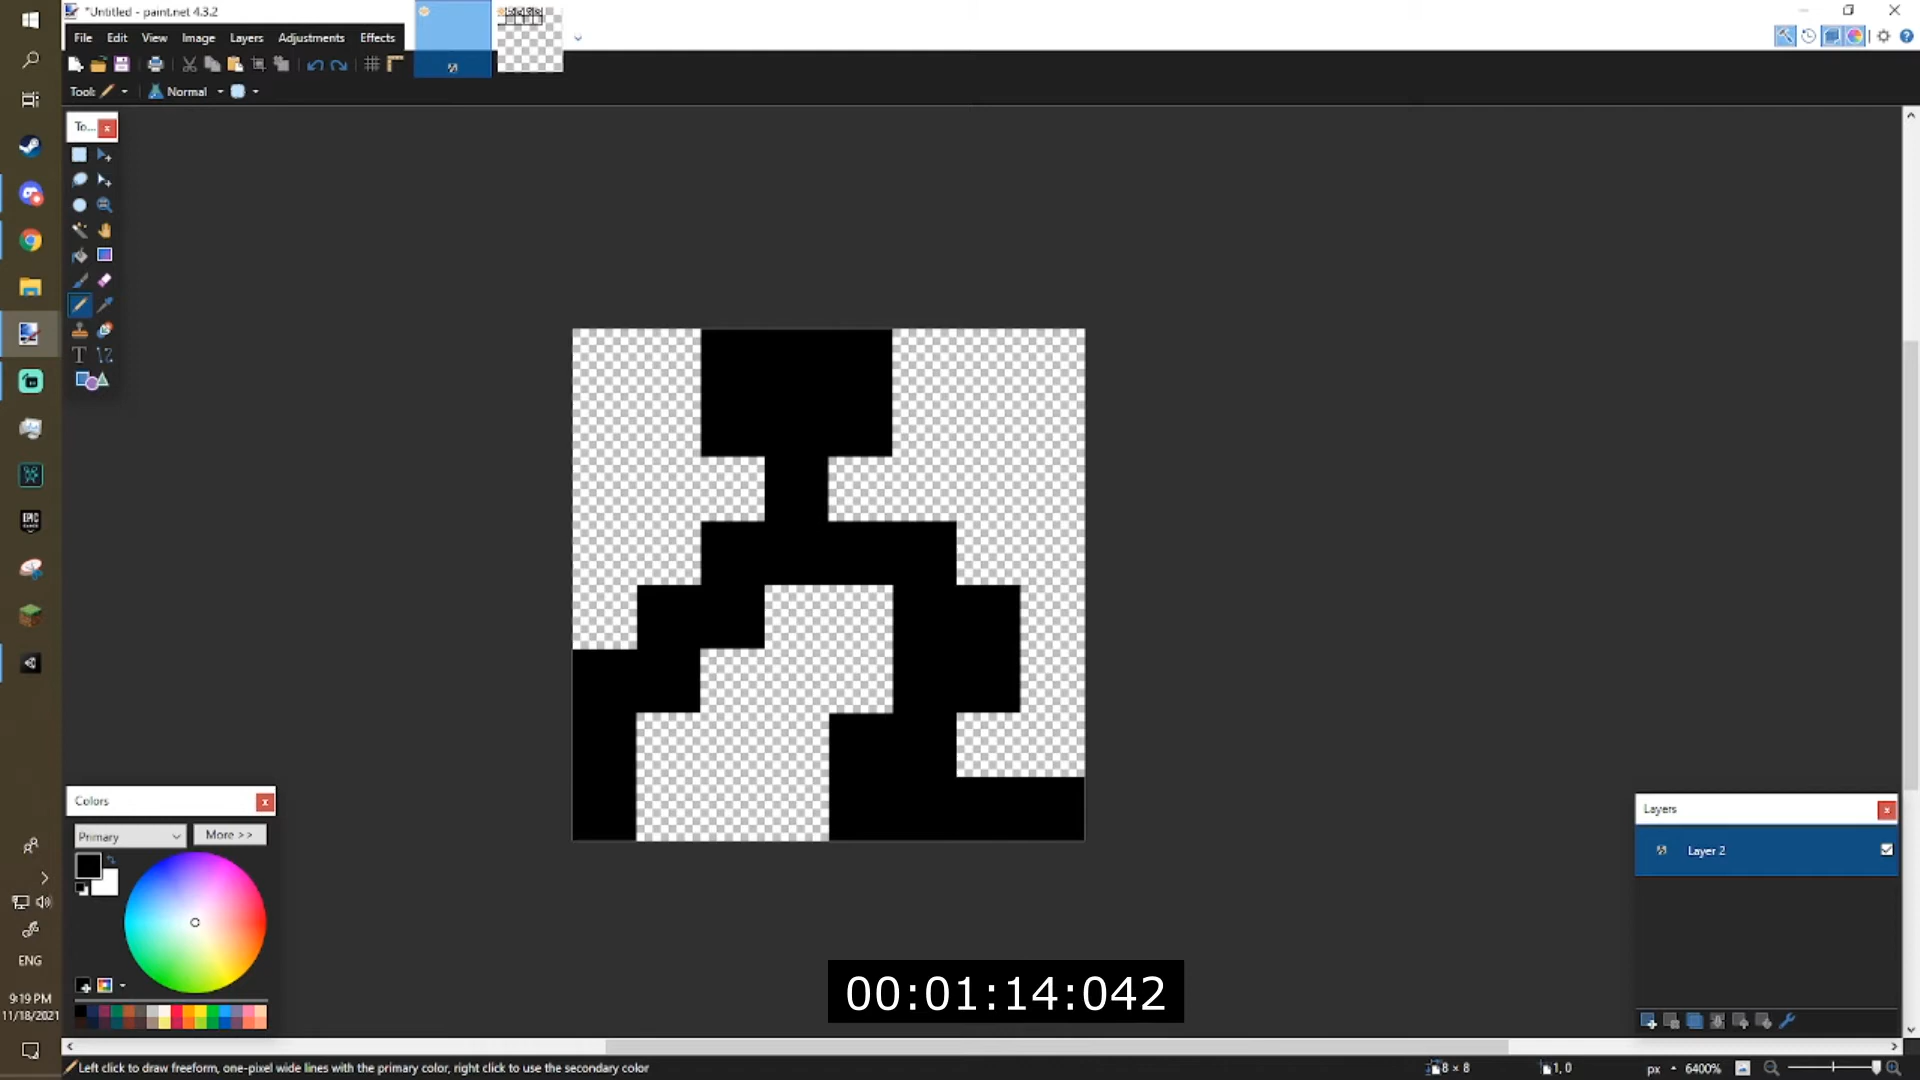 *Untitled - paint.net 4.3.2
File Edit View Image Layers Adjustments Effects
Tool: Normal
To...
T
Colors
Primary More >>
EPIC
ENG
9:19 PM
11/18/2021
Layers
Layer 2
00:01:14:042
Left click to draw freeform, one-pixel wide lines with the primary color, right click to use the secondary color 8 × 8 1, 0 px 6400%